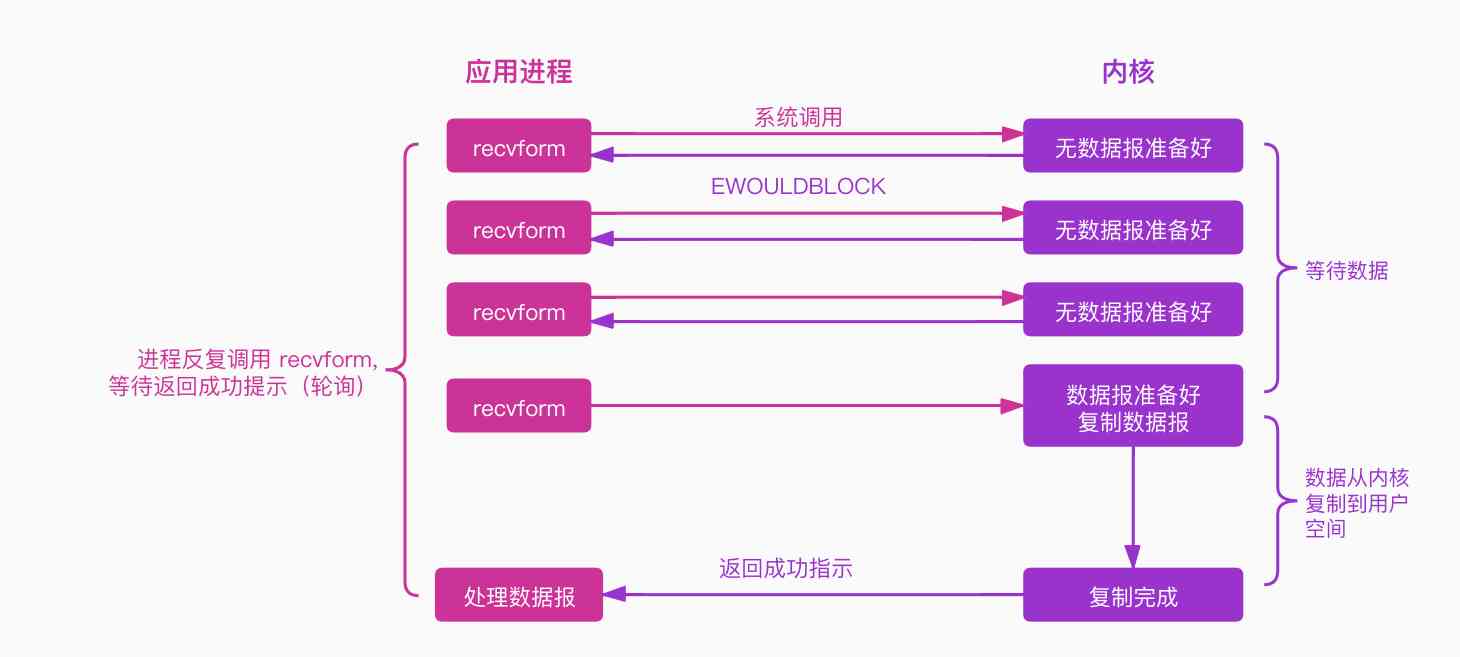 应用进程
内核
系统调用
recvform
无数据报准备好
EWOULDBLOCK
recvform
无数据报准备好
等待数据
recvform
无数据报准备好
进程反复调用 recvform,
等待返回成功提示（轮询）
recvform
数据报准备好
复制数据报
数据从内核
复制到用户
空间
返回成功指示
处理数据报
复制完成